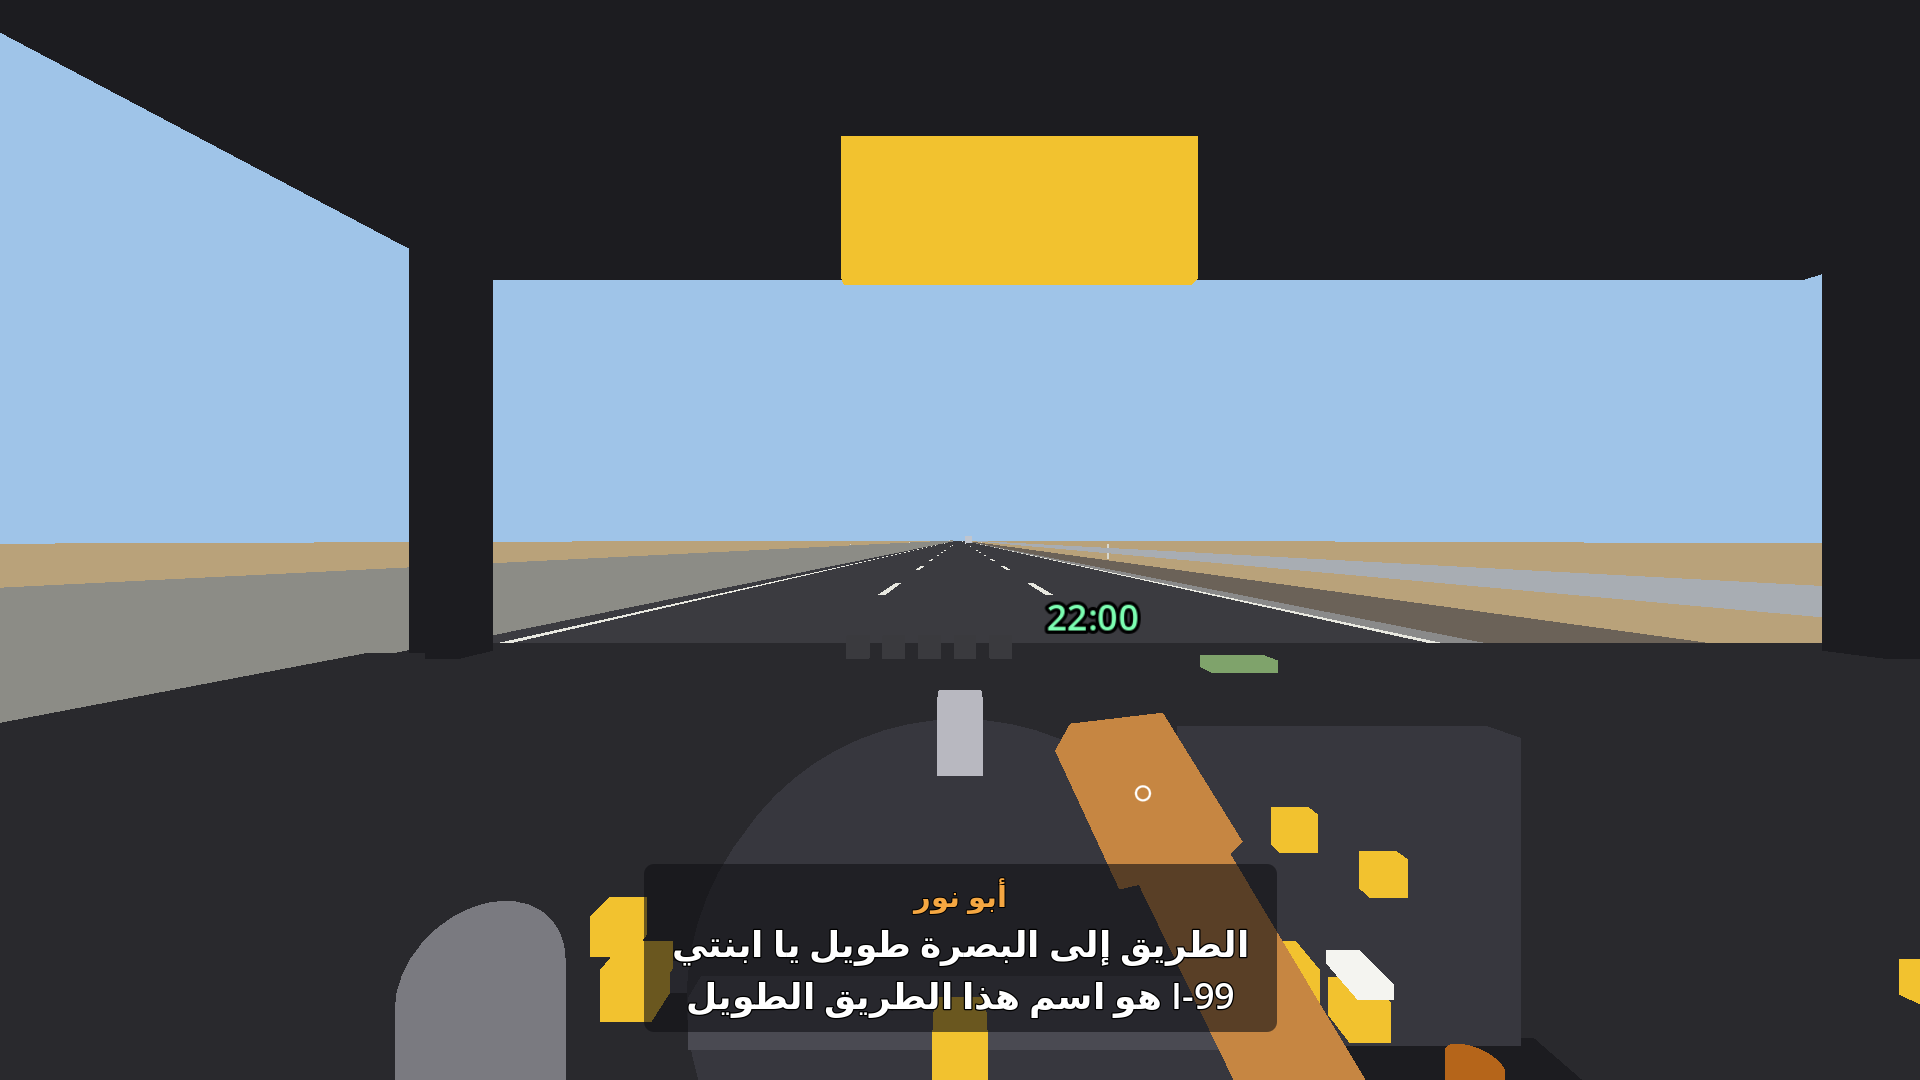 22:00
أبو نور
الطريق إلى البصرة طويل يا ابنتي
I-99 هو اسم هذا الطريق الطويل